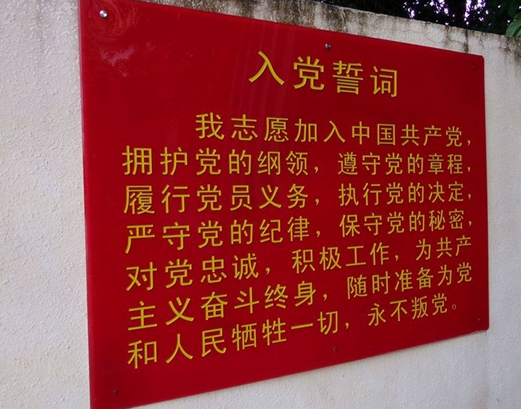 入党誓词
我志愿加入中国共产党，
拥护党的纲领，遵守党的章程，
履行党员义务，执行党的决定，
严守党的纪律，保守党的秘密，
对党忠诚，积极工作，为共产
主义奋斗终身，随时准备为党
和人民牺牲一切，永不叛党。